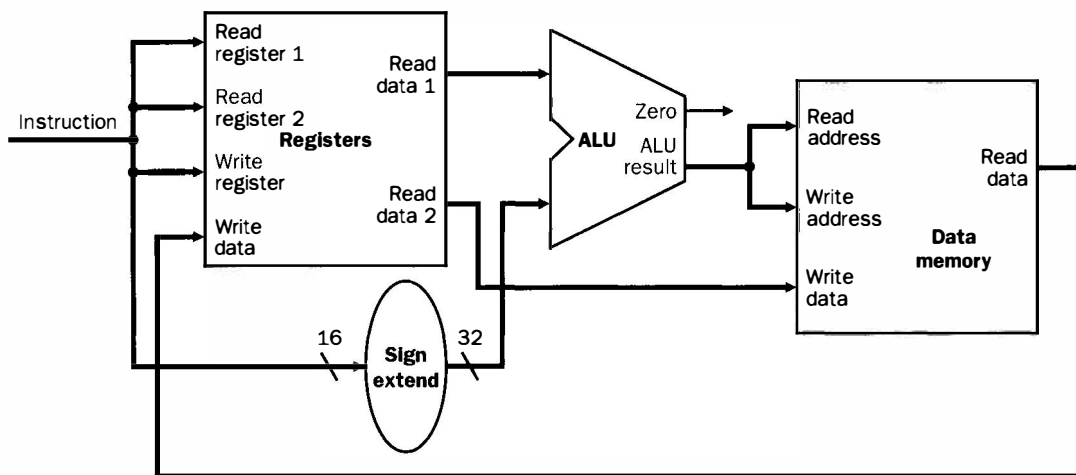 Instruction
Read
register 1
Read
register 2
Registers
Write
register
Write
data
Read
data 1
Read
data 2
16
Sign
extend
32
Zero
ALU
ALU
result
Read
address
Write
address
Write
data
Read
data
Data
memory